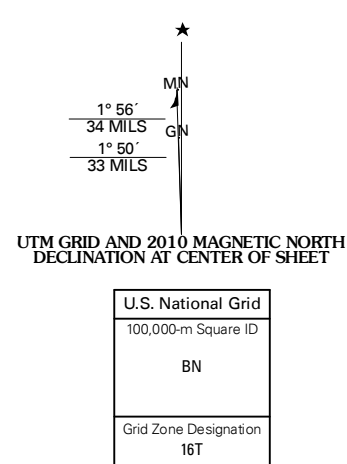 ★
MN
1° 56´
34 MILS
GN
1° 50´
33 MILS
UTM GRID AND 2010 MAGNETIC NORTH
DECLINATION AT CENTER OF SHEET
U.S. National Grid
100,000-m Square ID
BN
Grid Zone Designation
16T